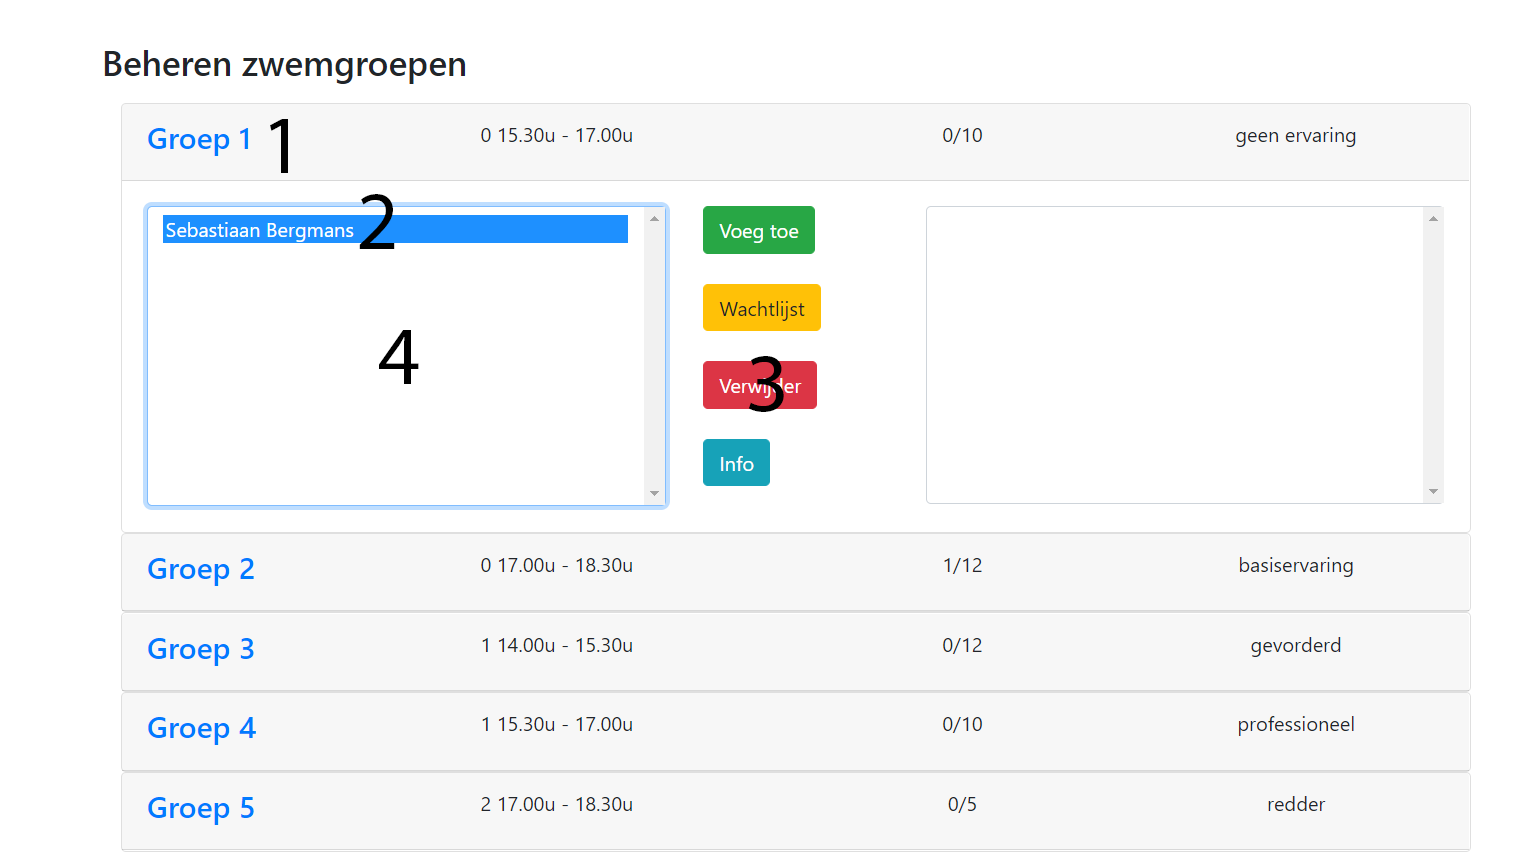 Beheren zwemgroepen
Groep 1 1 0 15.30u - 17.00u 0/10 geen ervaring
Sebastiaan Bergmans 2 Voeg toe
Wachtlijst
4
Verwijder 3
Info
Groep 2 0 17.00u - 18.30u 1/12 basiservaring
Groep 3 1 14.00u - 15.30u 0/12 gevorderd
Groep 4 1 15.30u - 17.00u 0/10 professioneel
Groep 5 2 17.00u - 18.30u 0/5 redder